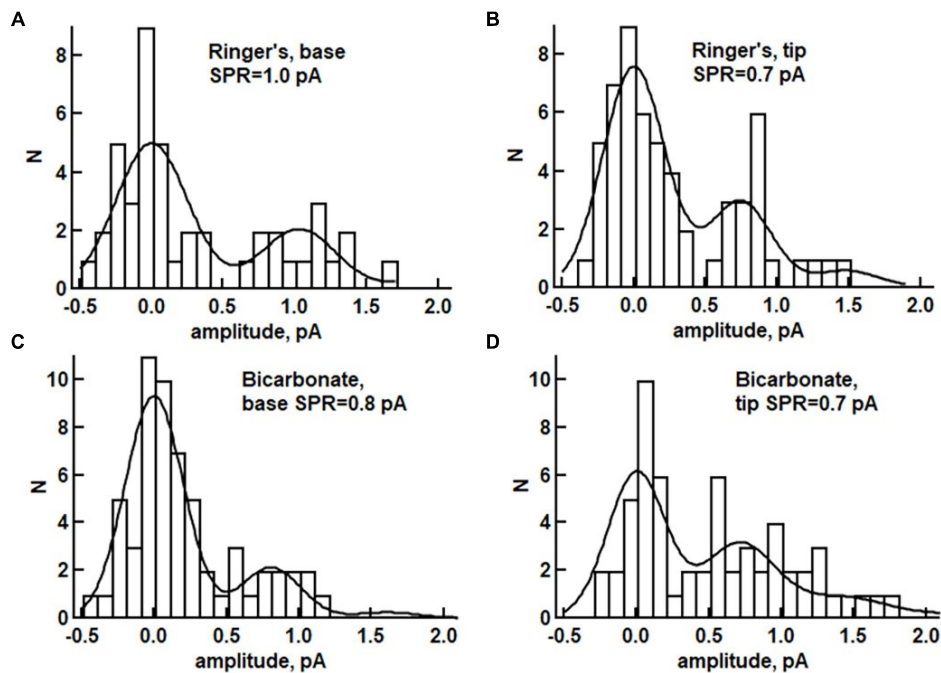 A
8
6
4
2
0
N
Ringer's, base
SPR=1.0 pA
-0.5 0.0 0.5 1.0 1.5 2.0
amplitude, pA
B
8
6
4
2
0
N
Ringer's, tip
SPR=0.7 pA
-0.5 0.0 0.5 1.0 1.5 2.0
amplitude, pA
C
10
8
6
4
2
0
N
Bicarbonate,
base SPR=0.8 pA
-0.5 0.0 0.5 1.0 1.5 2.0
amplitude, pA
D
10
8
6
4
2
0
N
Bicarbonate,
tip SPR=0.7 pA
-0.5 0.0 0.5 1.0 1.5 2.0
amplitude, pA